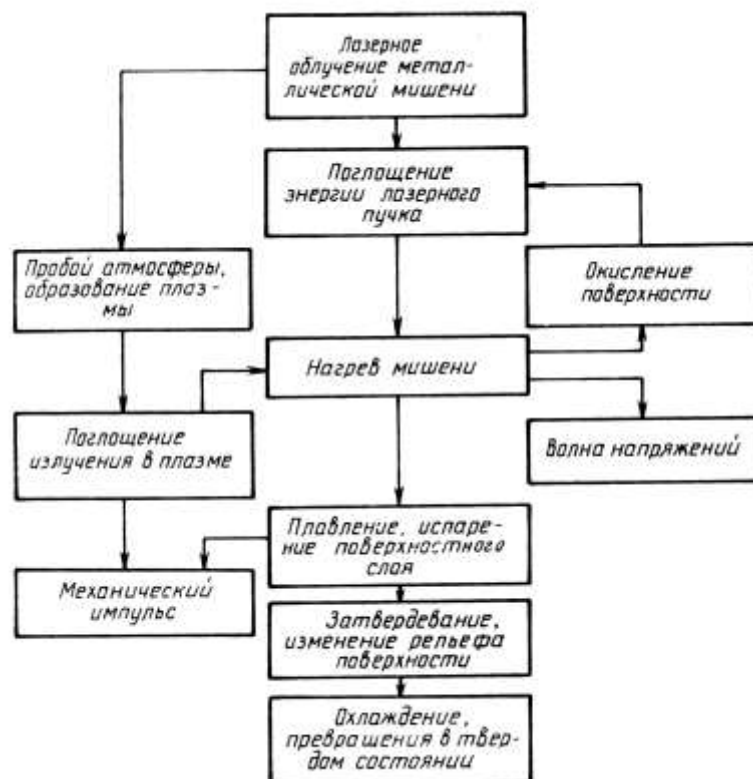 Лазерное
облучение метал-
лической мишени
Поглощение
энергии лазерного
пучка
Пробой атмосферы,
образование плаз-
мы
Окисление
поверхности
Нагрев мишени
Поглощение
излучения в плазме
Волна напряжений
Плавление, испаре-
ние поверхностного
слоя
Механический
импульс
Затвердевание,
изменение рельефа
поверхности
Охлаждение,
превращения в твер-
дом состоянии